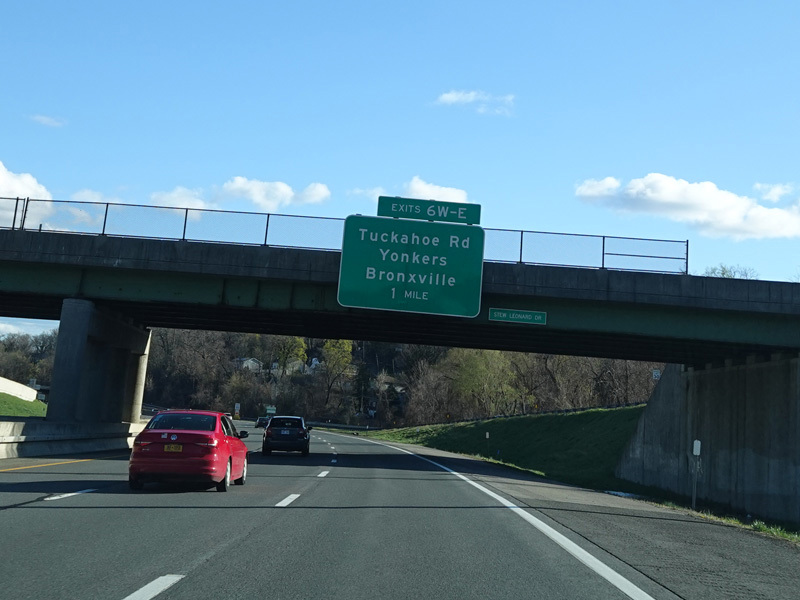 EXITS 6W-E
Tuckahoe Rd
Yonkers
Bronxville
1 MILE
STEW LEONARD DR